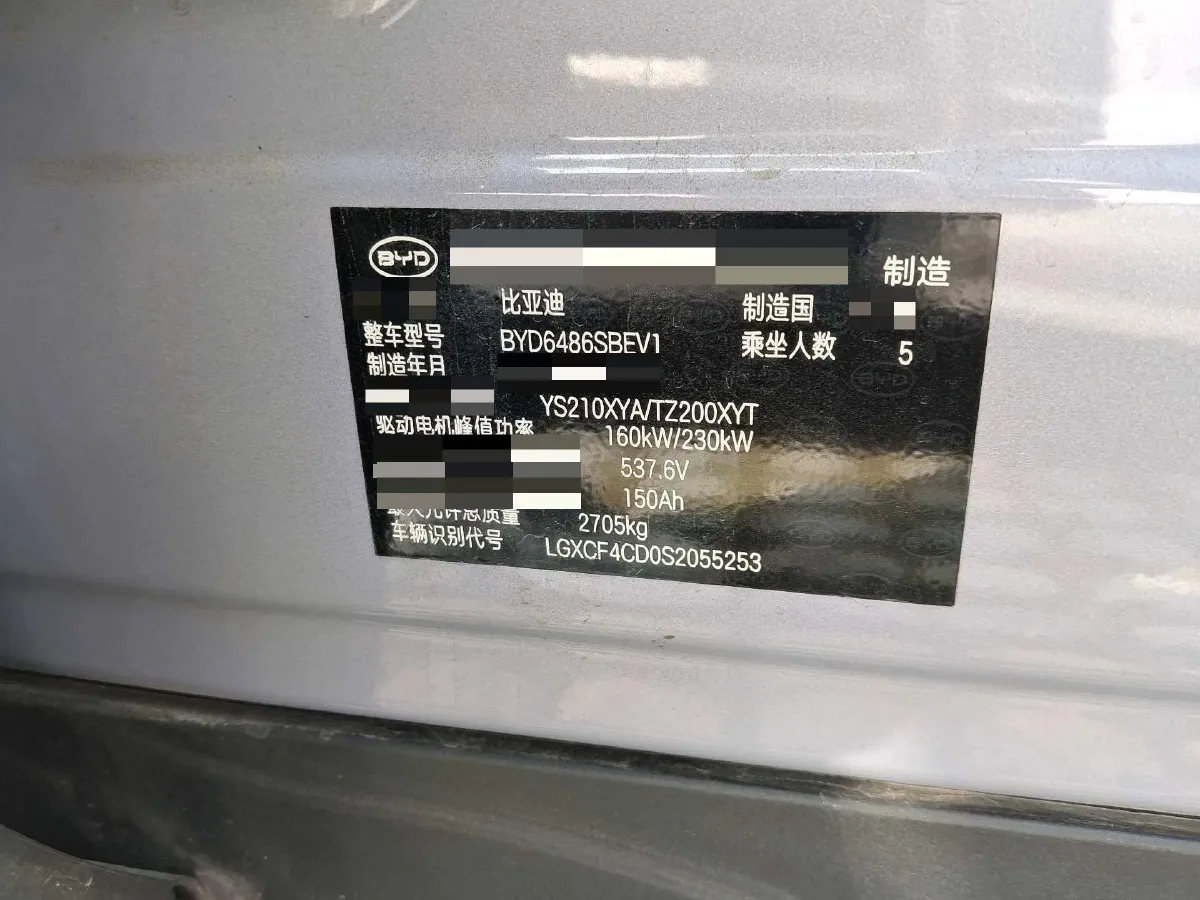 BYD 制造
比亚迪 制造国
整车型号 BYD6486SBEV1 乘坐人数 5
制造年月
YS210XYA/TZ200XYT
驱动电机峰值功率 160kW/230kW
537.6V
150Ah
最大允许总质量 2705kg
车辆识别代号 LGXCF4CD0S2055253